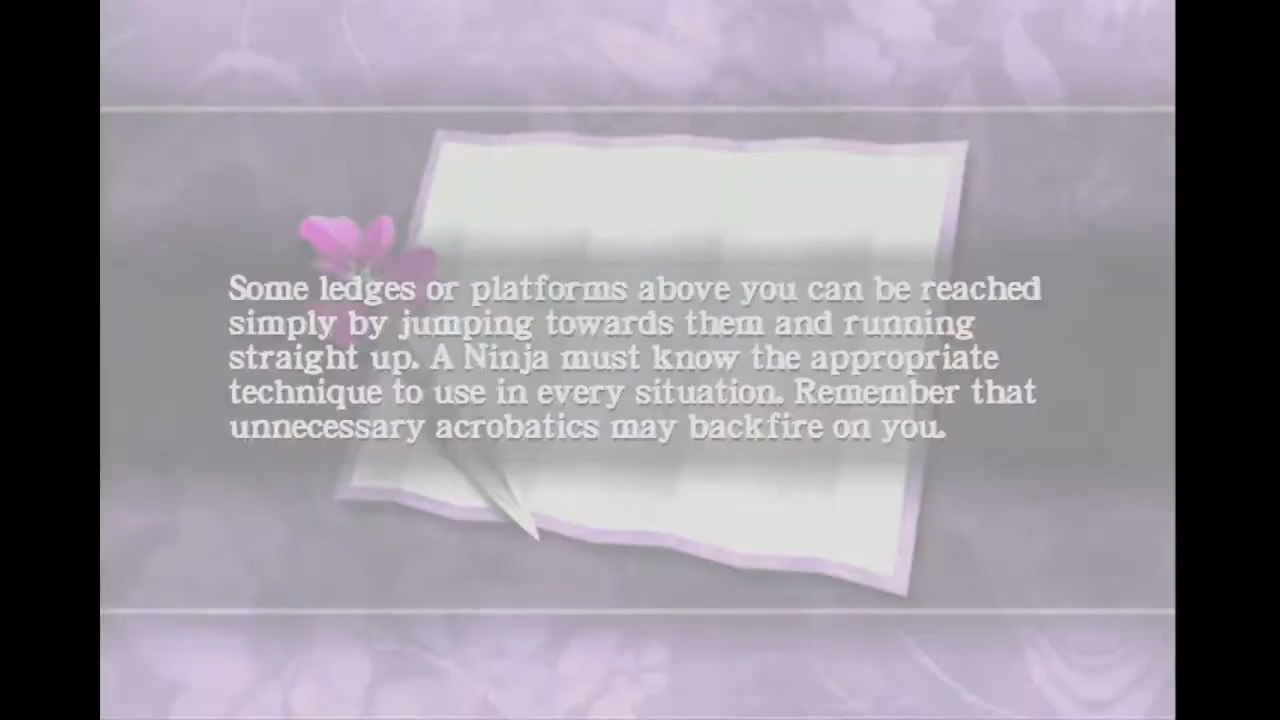 Some ledges or platforms above you can be reached
simply by jumping towards them and running
straight up. A Ninja must know the appropriate
technique to use in every situation. Remember that
unnecessary acrobatics may backfire on you.